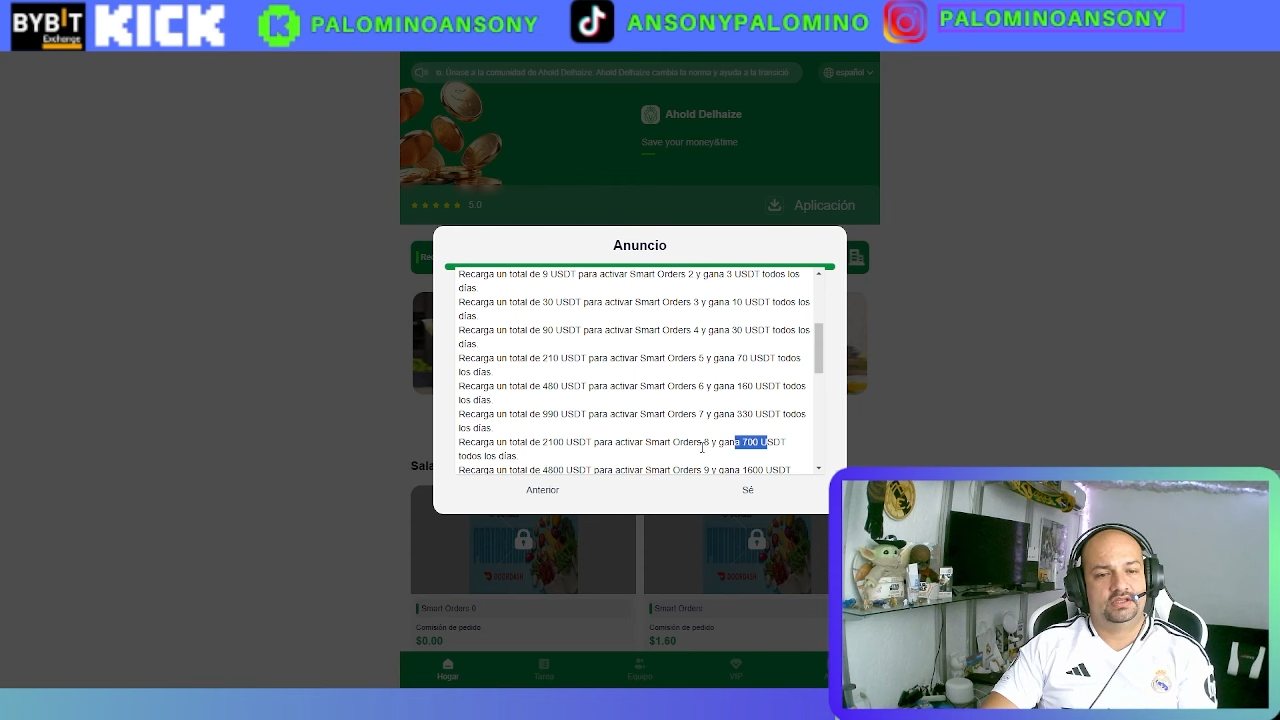 BYBIT
Exchange
KICK
PALOMINOANSONY
ANSONYPALOMINO
PALOMINOANSONY
Únase a la comunidad de Ahold Delhaize. Ahold Delhaize cambia la norma y ayuda a la transició
español
Ahold Delhaize
Save your money&time
5.0
Aplicación
Anuncio
Recarga un total de 9 USDT para activar Smart Orders 2 y gana 3 USDT todos los
días.
Recarga un total de 30 USDT para activar Smart Orders 3 y gana 10 USDT todos los
días.
Recarga un total de 90 USDT para activar Smart Orders 4 y gana 30 USDT todos los
días.
Recarga un total de 210 USDT para activar Smart Orders 5 y gana 70 USDT todos
los días.
Recarga un total de 480 USDT para activar Smart Orders 6 y gana 160 USDT todos
los días.
Recarga un total de 990 USDT para activar Smart Orders 7 y gana 330 USDT todos
los días.
Recarga un total de 2100 USDT para activar Smart Orders 8 y gana 700 USDT
todos los días.
Recarga un total de 4800 USDT para activar Smart Orders 9 y gana 1600 USDT
Anterior
Sé
Sala
DOORDASH
DOORDASH
Smart Orders 0
Smart Orders
Comisión de pedido
Comisión de pedido
$0.00
$1.60
Hogar
Tarea
Equipo
VIP